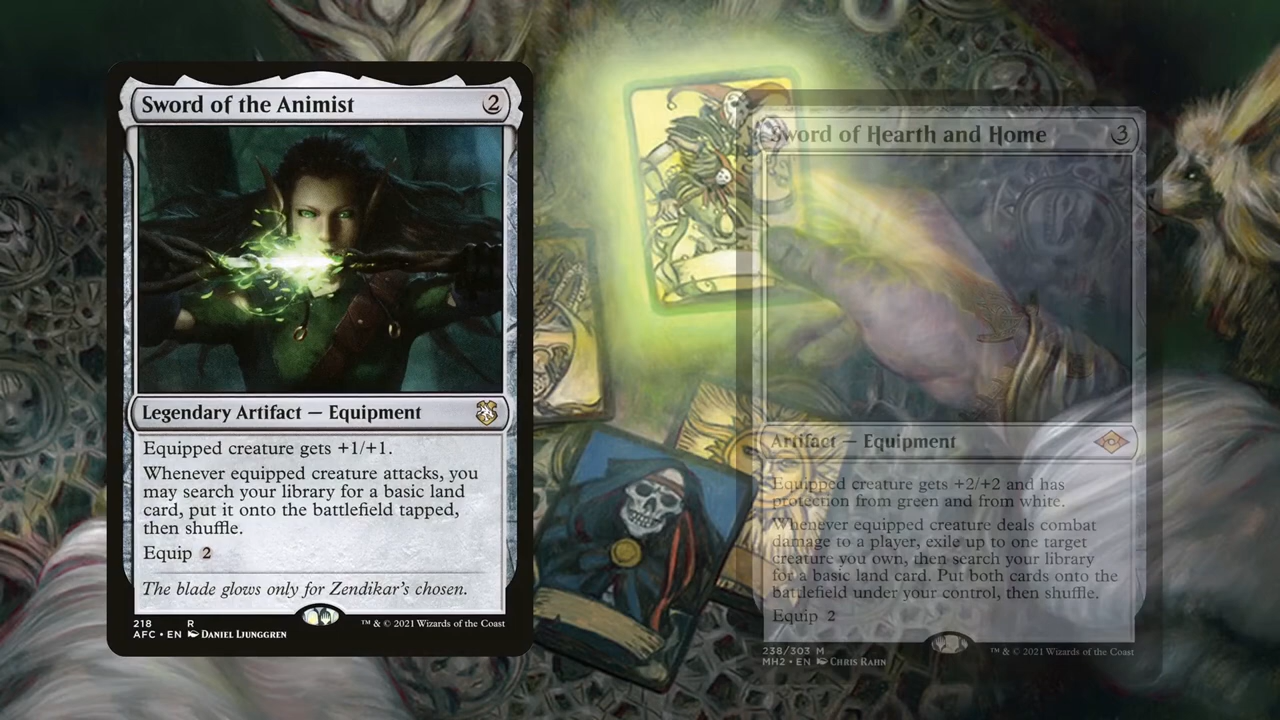 Sword of the Animist 2
Legendary Artifact — Equipment
Equipped creature gets +1/+1.
Whenever equipped creature attacks, you
may search your library for a basic land
card, put it onto the battlefield tapped,
then shuffle.
Equip 2
The blade glows only for Zendikar's chosen.
218 R
AFC • EN Daniel Ljunggren
™ & © 2021 Wizards of the Coast
Sword of Hearth and Home 3
Artifact — Equipment
Equipped creature gets +2/+2 and has
protection from green and from white.
Whenever equipped creature deals combat
damage to a player, exile up to one target
creature you own, then search your library
for a basic land card. Put both cards onto the
battlefield under your control, then shuffle.
Equip 2
238/303 M
MH2 • EN Chris Rahn
™ & © 2021 Wizards of the Coast